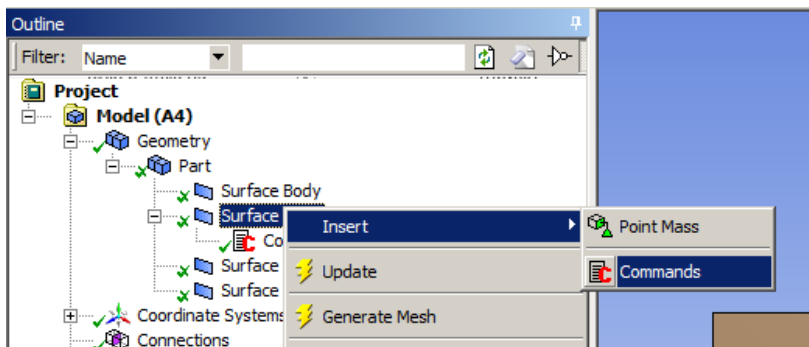 Outline
Filter: Name
Project
Model (A4)
Geometry
Part
Surface Body
Surface
Insert
Point Mass
Co
Commands
Surface
Update
Surface
Coordinate Systems
Generate Mesh
Connections